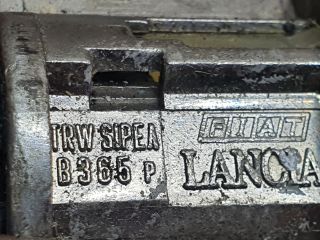 TRW SIPEA
B365 P
FIAT
LANCIA